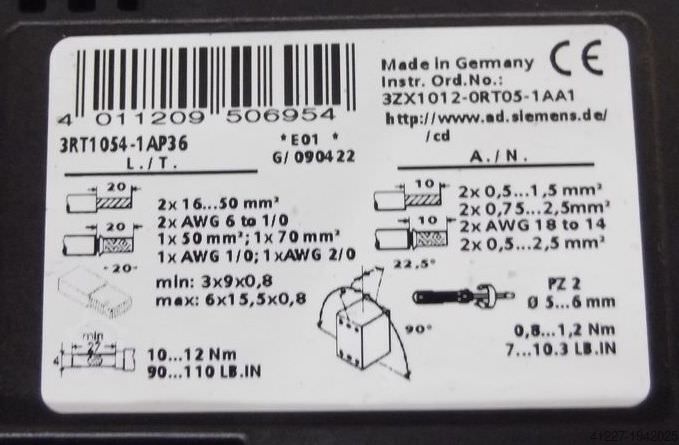 Made in Germany CE
Instr. Ord.No.:
3ZX1012-0RT05-1AA1
http://www.ad.siemens.de/
/cd
4 011209 506954
3RT1054-1AP36
*E01 *
G/ 090422
L./T.
20
2x 16...50 mm²
2x AWG 6 to 1/0
20
1x 50 mm²; 1x 70 mm²
1x AWG 1/0; 1xAWG 2/0
-20-
min: 3x9x0,8
max: 6x15,5x0,8
min
27
4
10...12 Nm
90...110 LB.IN
A./N.
10
2x 0,5...1,5 mm²
2x 0,75...2,5mm²
10
2x AWG 18 to 14
2x 0,5...2,5 mm²
22,5°
90°
PZ 2
Ø 5...6 mm
0,8...1,2 Nm
7...10.3 LB.IN
41227-1942025